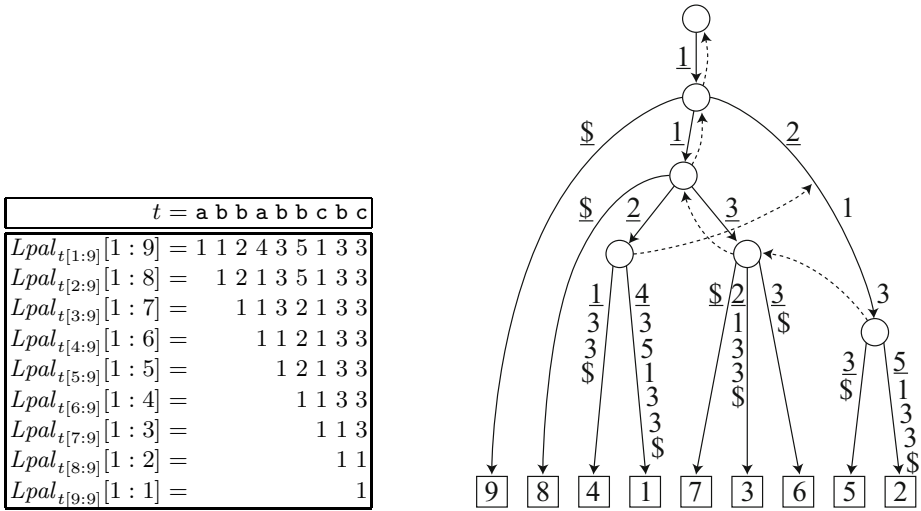 t = a b b a b b c b c
Lpal_{t[1:9]}[1 : 9] = 1 1 2 4 3 5 1 3 3
Lpal_{t[2:9]}[1 : 8] = 1 2 1 3 5 1 3 3
Lpal_{t[3:9]}[1 : 7] = 1 1 3 2 1 3 3
Lpal_{t[4:9]}[1 : 6] = 1 1 2 1 3 3
Lpal_{t[5:9]}[1 : 5] = 1 2 1 3 3
Lpal_{t[6:9]}[1 : 4] = 1 1 3 3
Lpal_{t[7:9]}[1 : 3] = 1 1 3
Lpal_{t[8:9]}[1 : 2] = 1 1
Lpal_{t[9:9]}[1 : 1] = 1
1
$ 1 2
$ 2 3 1
1 4 $ 2 3 3
3 3 1 $
3 5 3
$ 1 3
3 $
3
$
3 5
$ 1
3
3
$
9 8 4 1 7 3 6 5 2